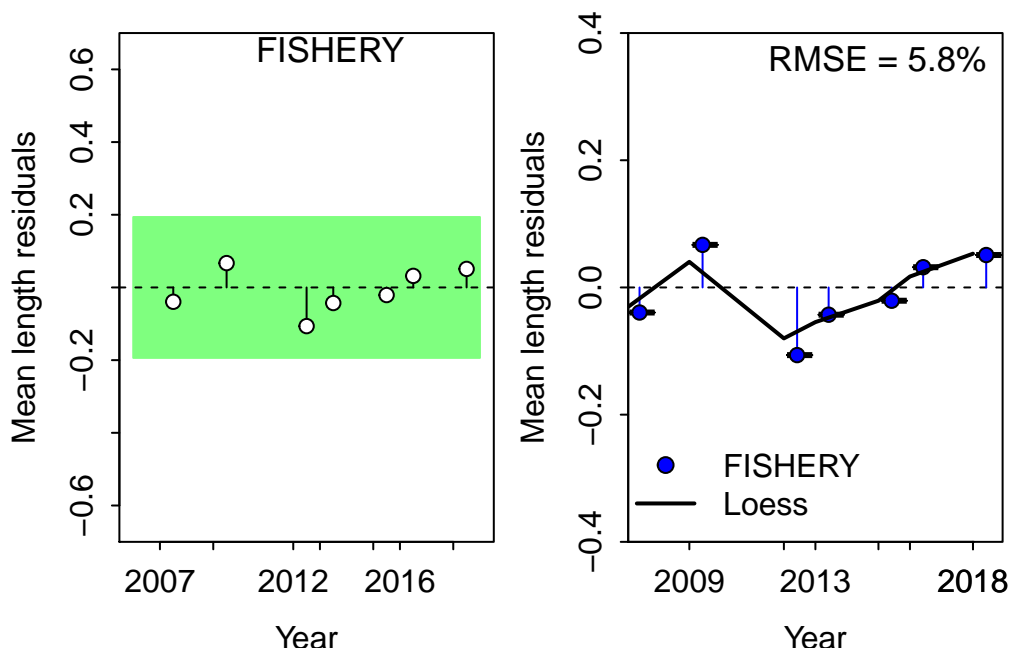 FISHERY
Mean length residuals
0.6
0.4
0.2
−0.2
−0.6
2007
2012
2016
Year
RMSE = 5.8%
Mean length residuals
0.4
0.2
0.0
−0.2
−0.4
FISHERY
Loess
2009
2013
2018
Year